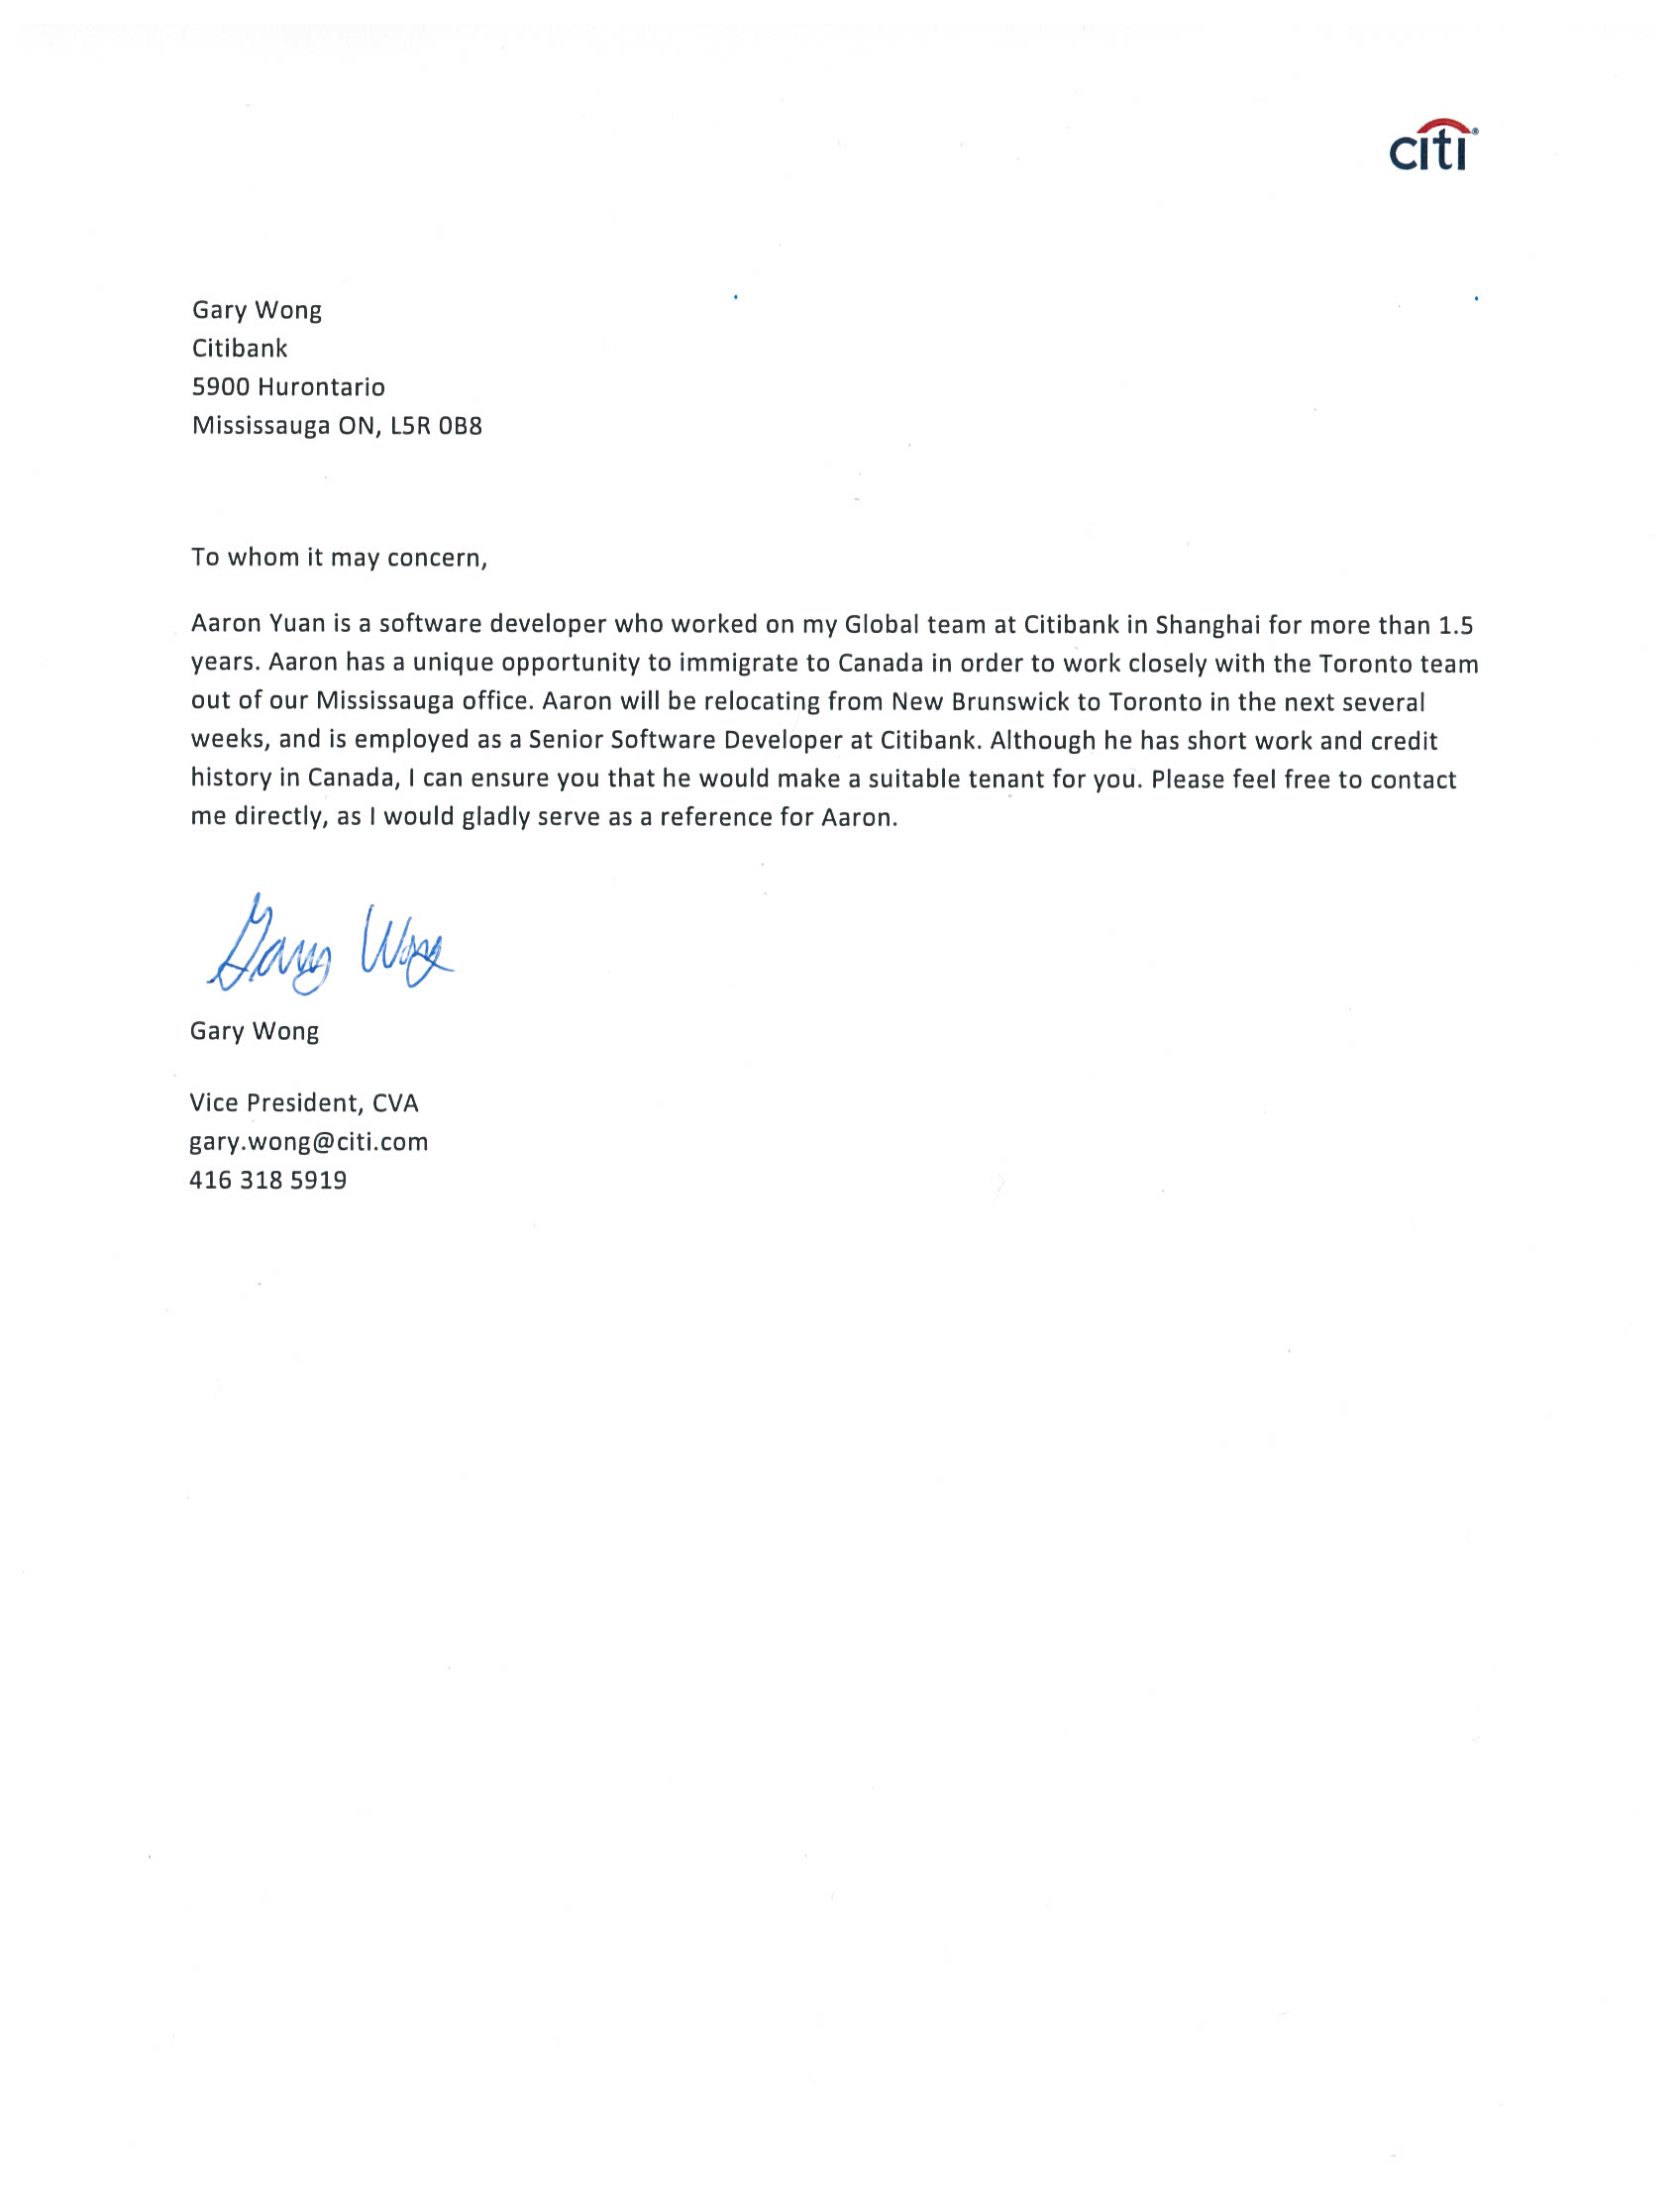 citi®
Gary Wong
Citibank
5900 Hurontario
Mississauga ON, L5R 0B8
To whom it may concern,
Aaron Yuan is a software developer who worked on my Global team at Citibank in Shanghai for more than 1.5
years. Aaron has a unique opportunity to immigrate to Canada in order to work closely with the Toronto team
out of our Mississauga office. Aaron will be relocating from New Brunswick to Toronto in the next several
weeks, and is employed as a Senior Software Developer at Citibank. Although he has short work and credit
history in Canada, I can ensure you that he would make a suitable tenant for you. Please feel free to contact
me directly, as I would gladly serve as a reference for Aaron.
Gary Wong
Gary Wong
Vice President, CVA
gary.wong@citi.com
416 318 5919